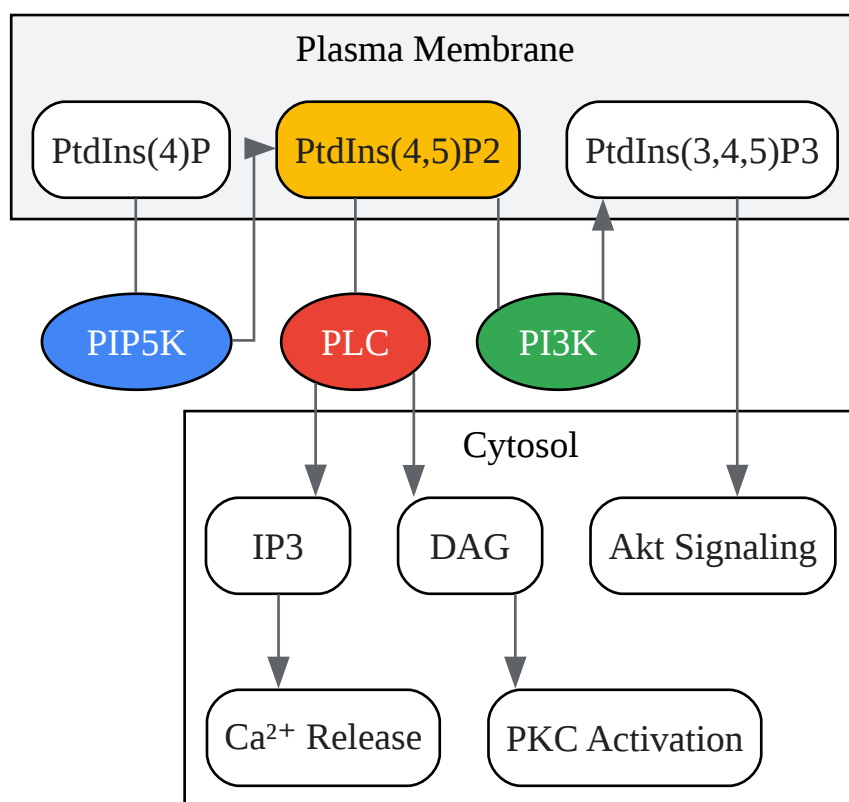 Plasma Membrane
PtdIns(4)P
PtdIns(4,5)P2
PtdIns(3,4,5)P3
PIP5K
PLC
PI3K
Cytosol
IP3
DAG
Akt Signaling
Ca²⁺ Release
PKC Activation